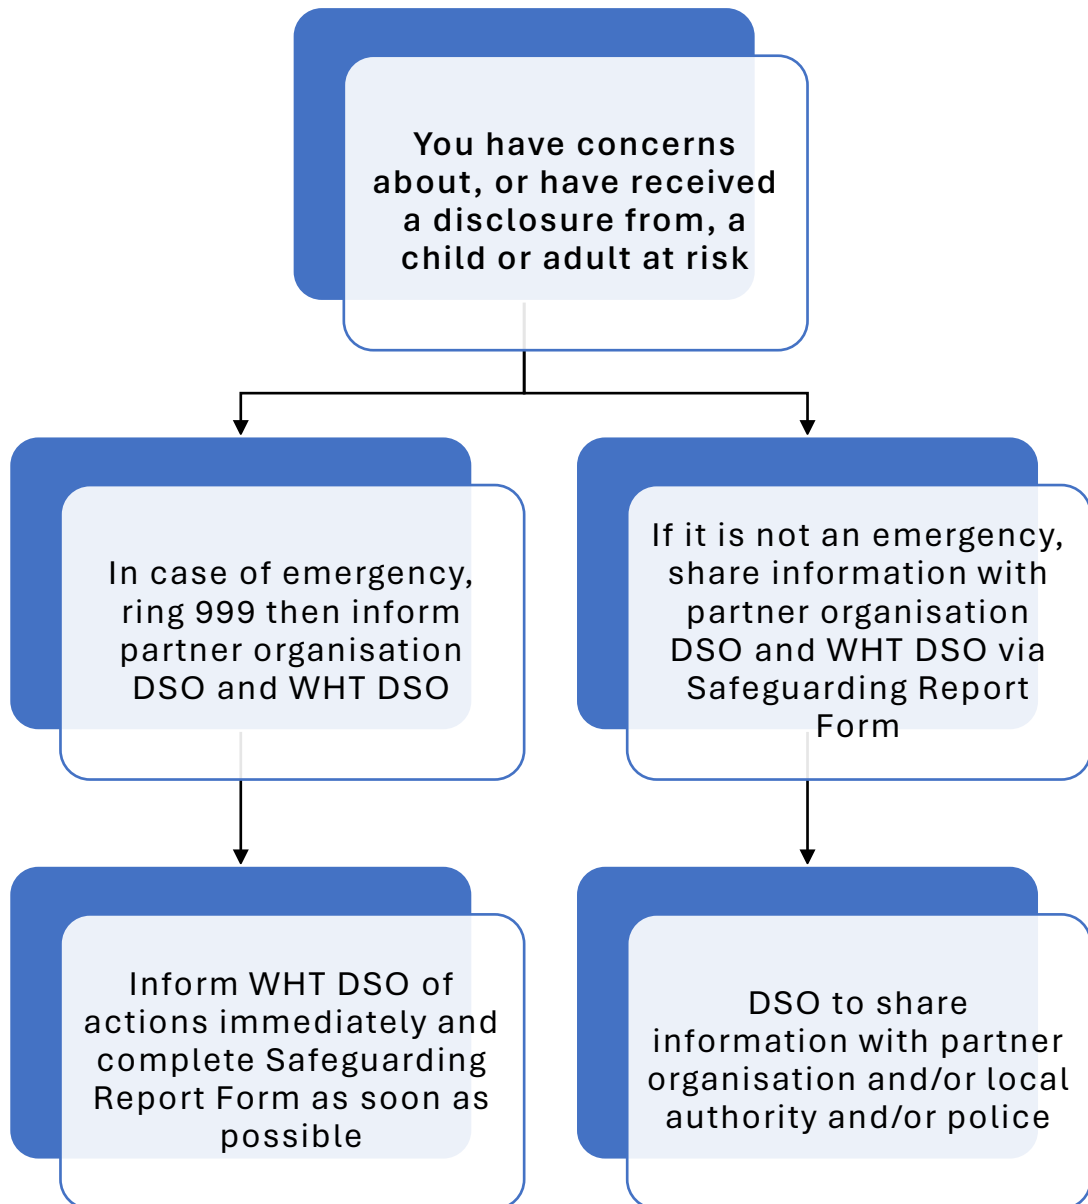 You have concerns
about, or have received
a disclosure from, a
child or adult at risk
In case of emergency,
ring 999 then inform
partner organisation
DSO and WHT DSO
If it is not an emergency,
share information with
partner organisation
DSO and WHT DSO via
Safeguarding Report
Form
Inform WHT DSO of
actions immediately and
complete Safeguarding
Report Form as soon as
possible
DSO to share
information with partner
organisation and/or local
authority and/or police